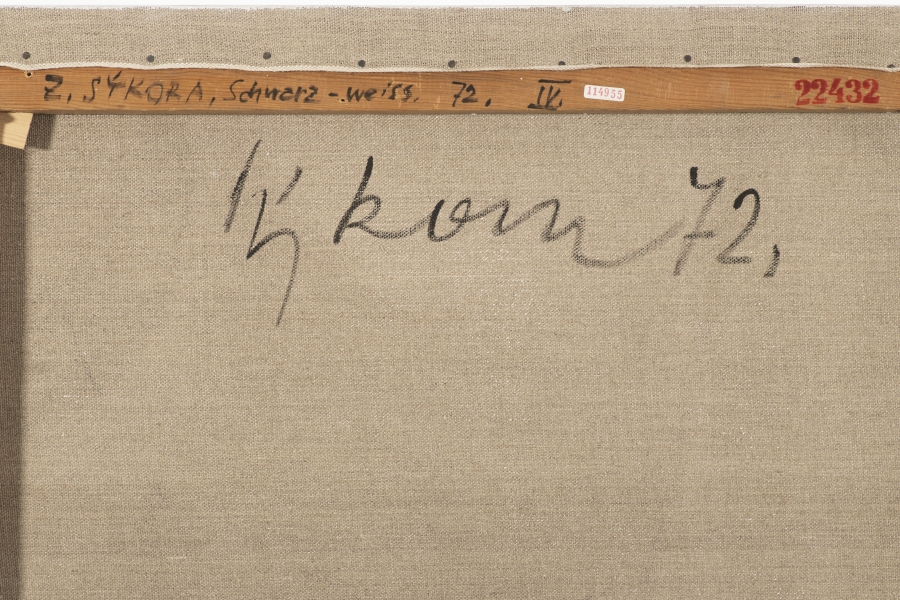 Z. SÝKORA, Schwarz-weiss. 72. IV. 114955 22432
Sýkora 72.